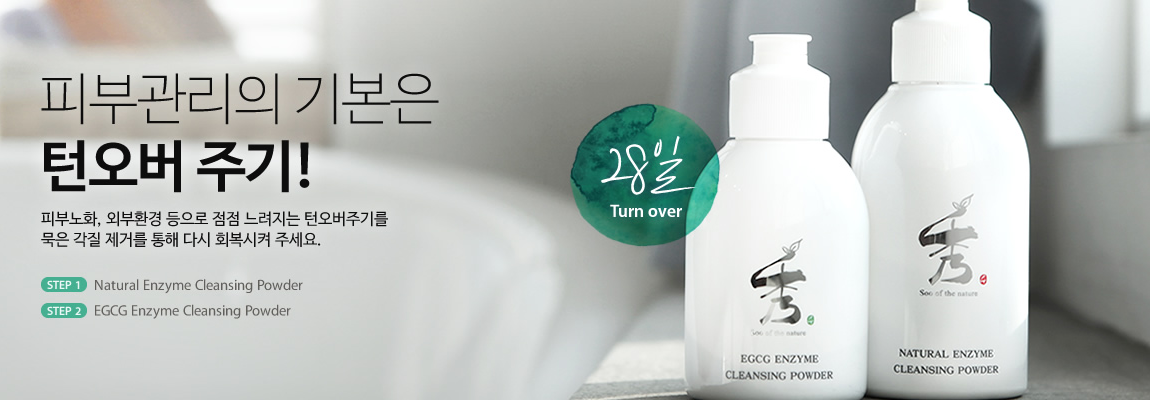 피부관리의 기본은
턴오버 주기!
피부노화, 외부환경 등으로 점점 느려지는 턴오버주기를
묵은 각질 제거를 통해 다시 회복시켜 주세요.
STEP 1 Natural Enzyme Cleansing Powder
STEP 2 EGCG Enzyme Cleansing Powder
28일
Turn over
秀
Soo of the nature
EGCG ENZYME
CLEANSING POWDER
秀
Soo of the nature
NATURAL ENZYME
CLEANSING POWDER